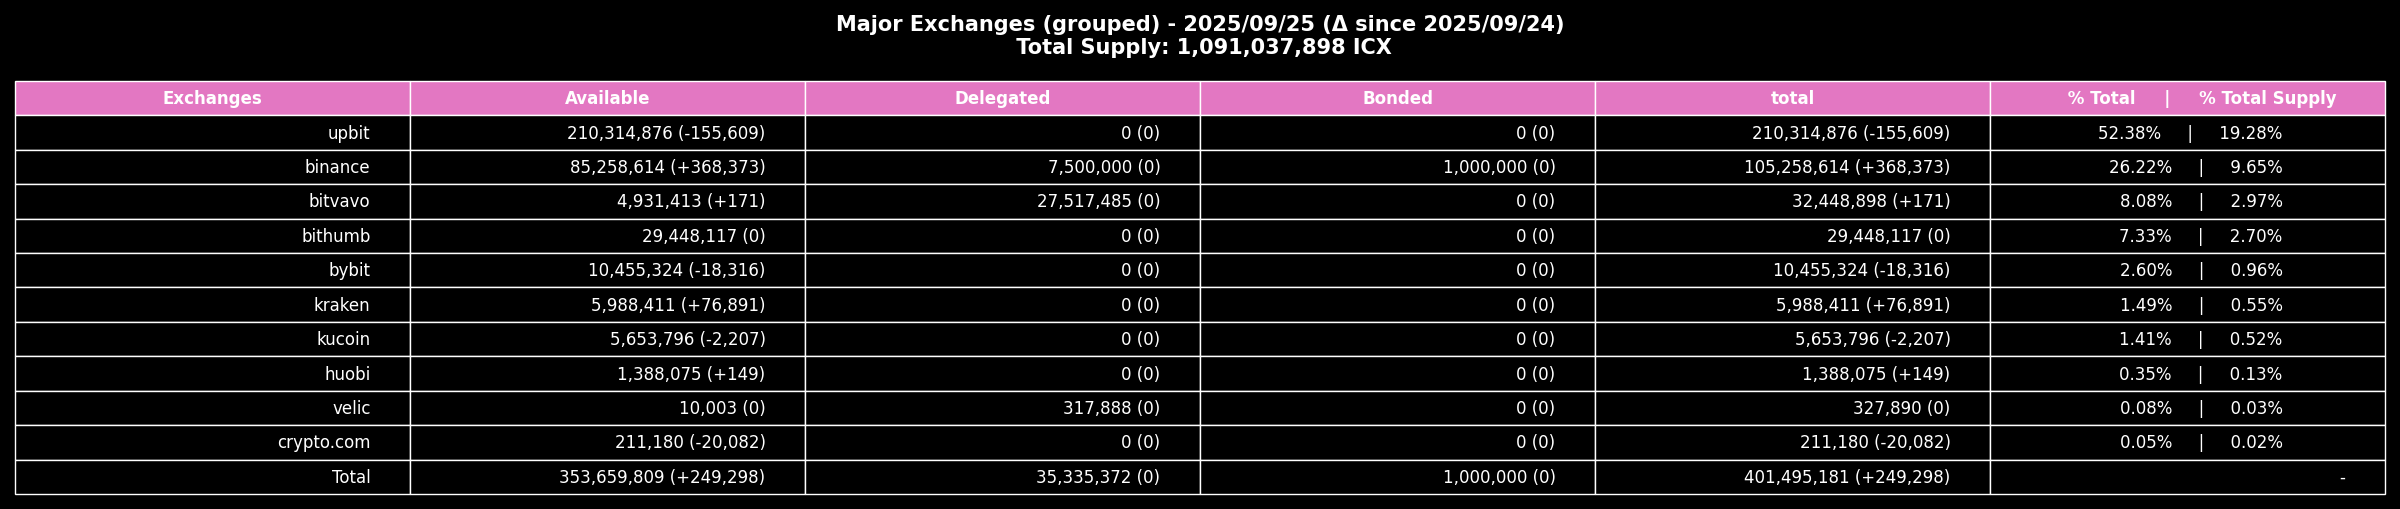 Major Exchanges (grouped) - 2025/09/25 (Δ since 2025/09/24)
Total Supply: 1,091,037,898 ICX
Exchanges Available Delegated Bonded total % Total | % Total Supply
upbit 210,314,876 (-155,609) 0 (0) 0 (0) 210,314,876 (-155,609) 52.38% | 19.28%
binance 85,258,614 (+368,373) 7,500,000 (0) 1,000,000 (0) 105,258,614 (+368,373) 26.22% | 9.65%
bitvavo 4,931,413 (+171) 27,517,485 (0) 0 (0) 32,448,898 (+171) 8.08% | 2.97%
bithumb 29,448,117 (0) 0 (0) 0 (0) 29,448,117 (0) 7.33% | 2.70%
bybit 10,455,324 (-18,316) 0 (0) 0 (0) 10,455,324 (-18,316) 2.60% | 0.96%
kraken 5,988,411 (+76,891) 0 (0) 0 (0) 5,988,411 (+76,891) 1.49% | 0.55%
kucoin 5,653,796 (-2,207) 0 (0) 0 (0) 5,653,796 (-2,207) 1.41% | 0.52%
huobi 1,388,075 (+149) 0 (0) 0 (0) 1,388,075 (+149) 0.35% | 0.13%
velic 10,003 (0) 317,888 (0) 0 (0) 327,890 (0) 0.08% | 0.03%
crypto.com 211,180 (-20,082) 0 (0) 0 (0) 211,180 (-20,082) 0.05% | 0.02%
Total 353,659,809 (+249,298) 35,335,372 (0) 1,000,000 (0) 401,495,181 (+249,298) -